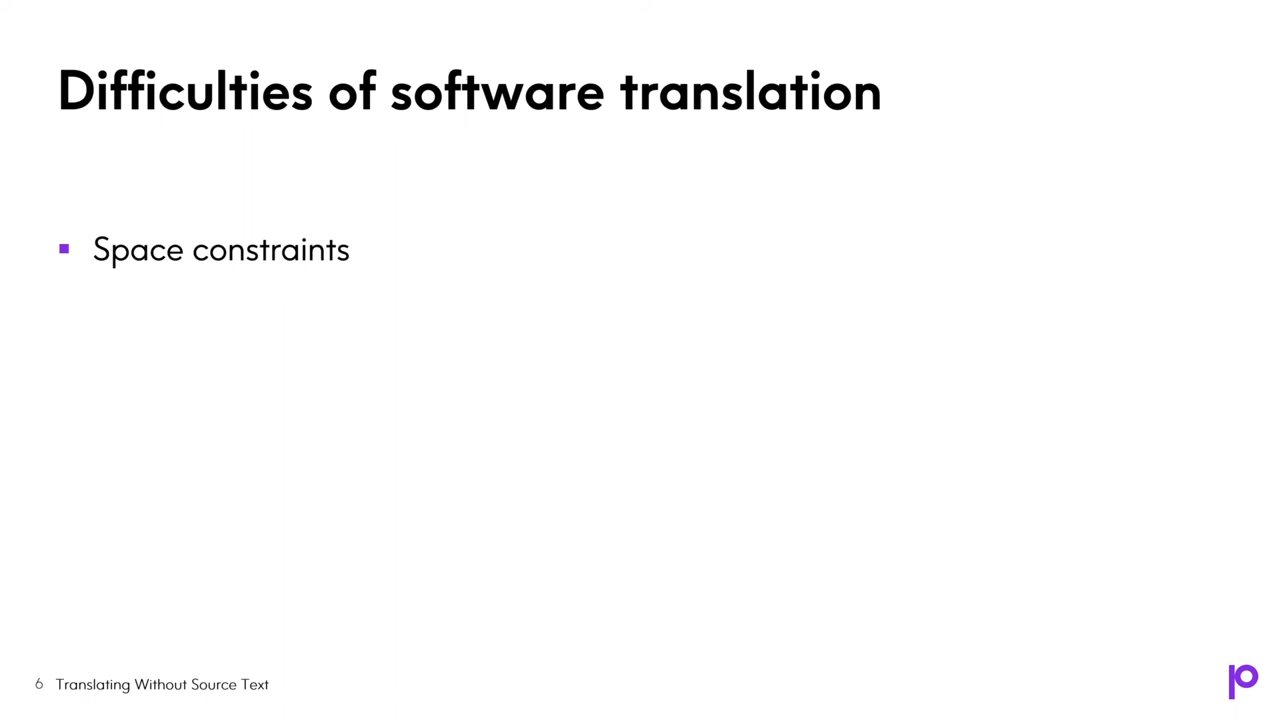 Difficulties of software translation
Space constraints
6 Translating Without Source Text